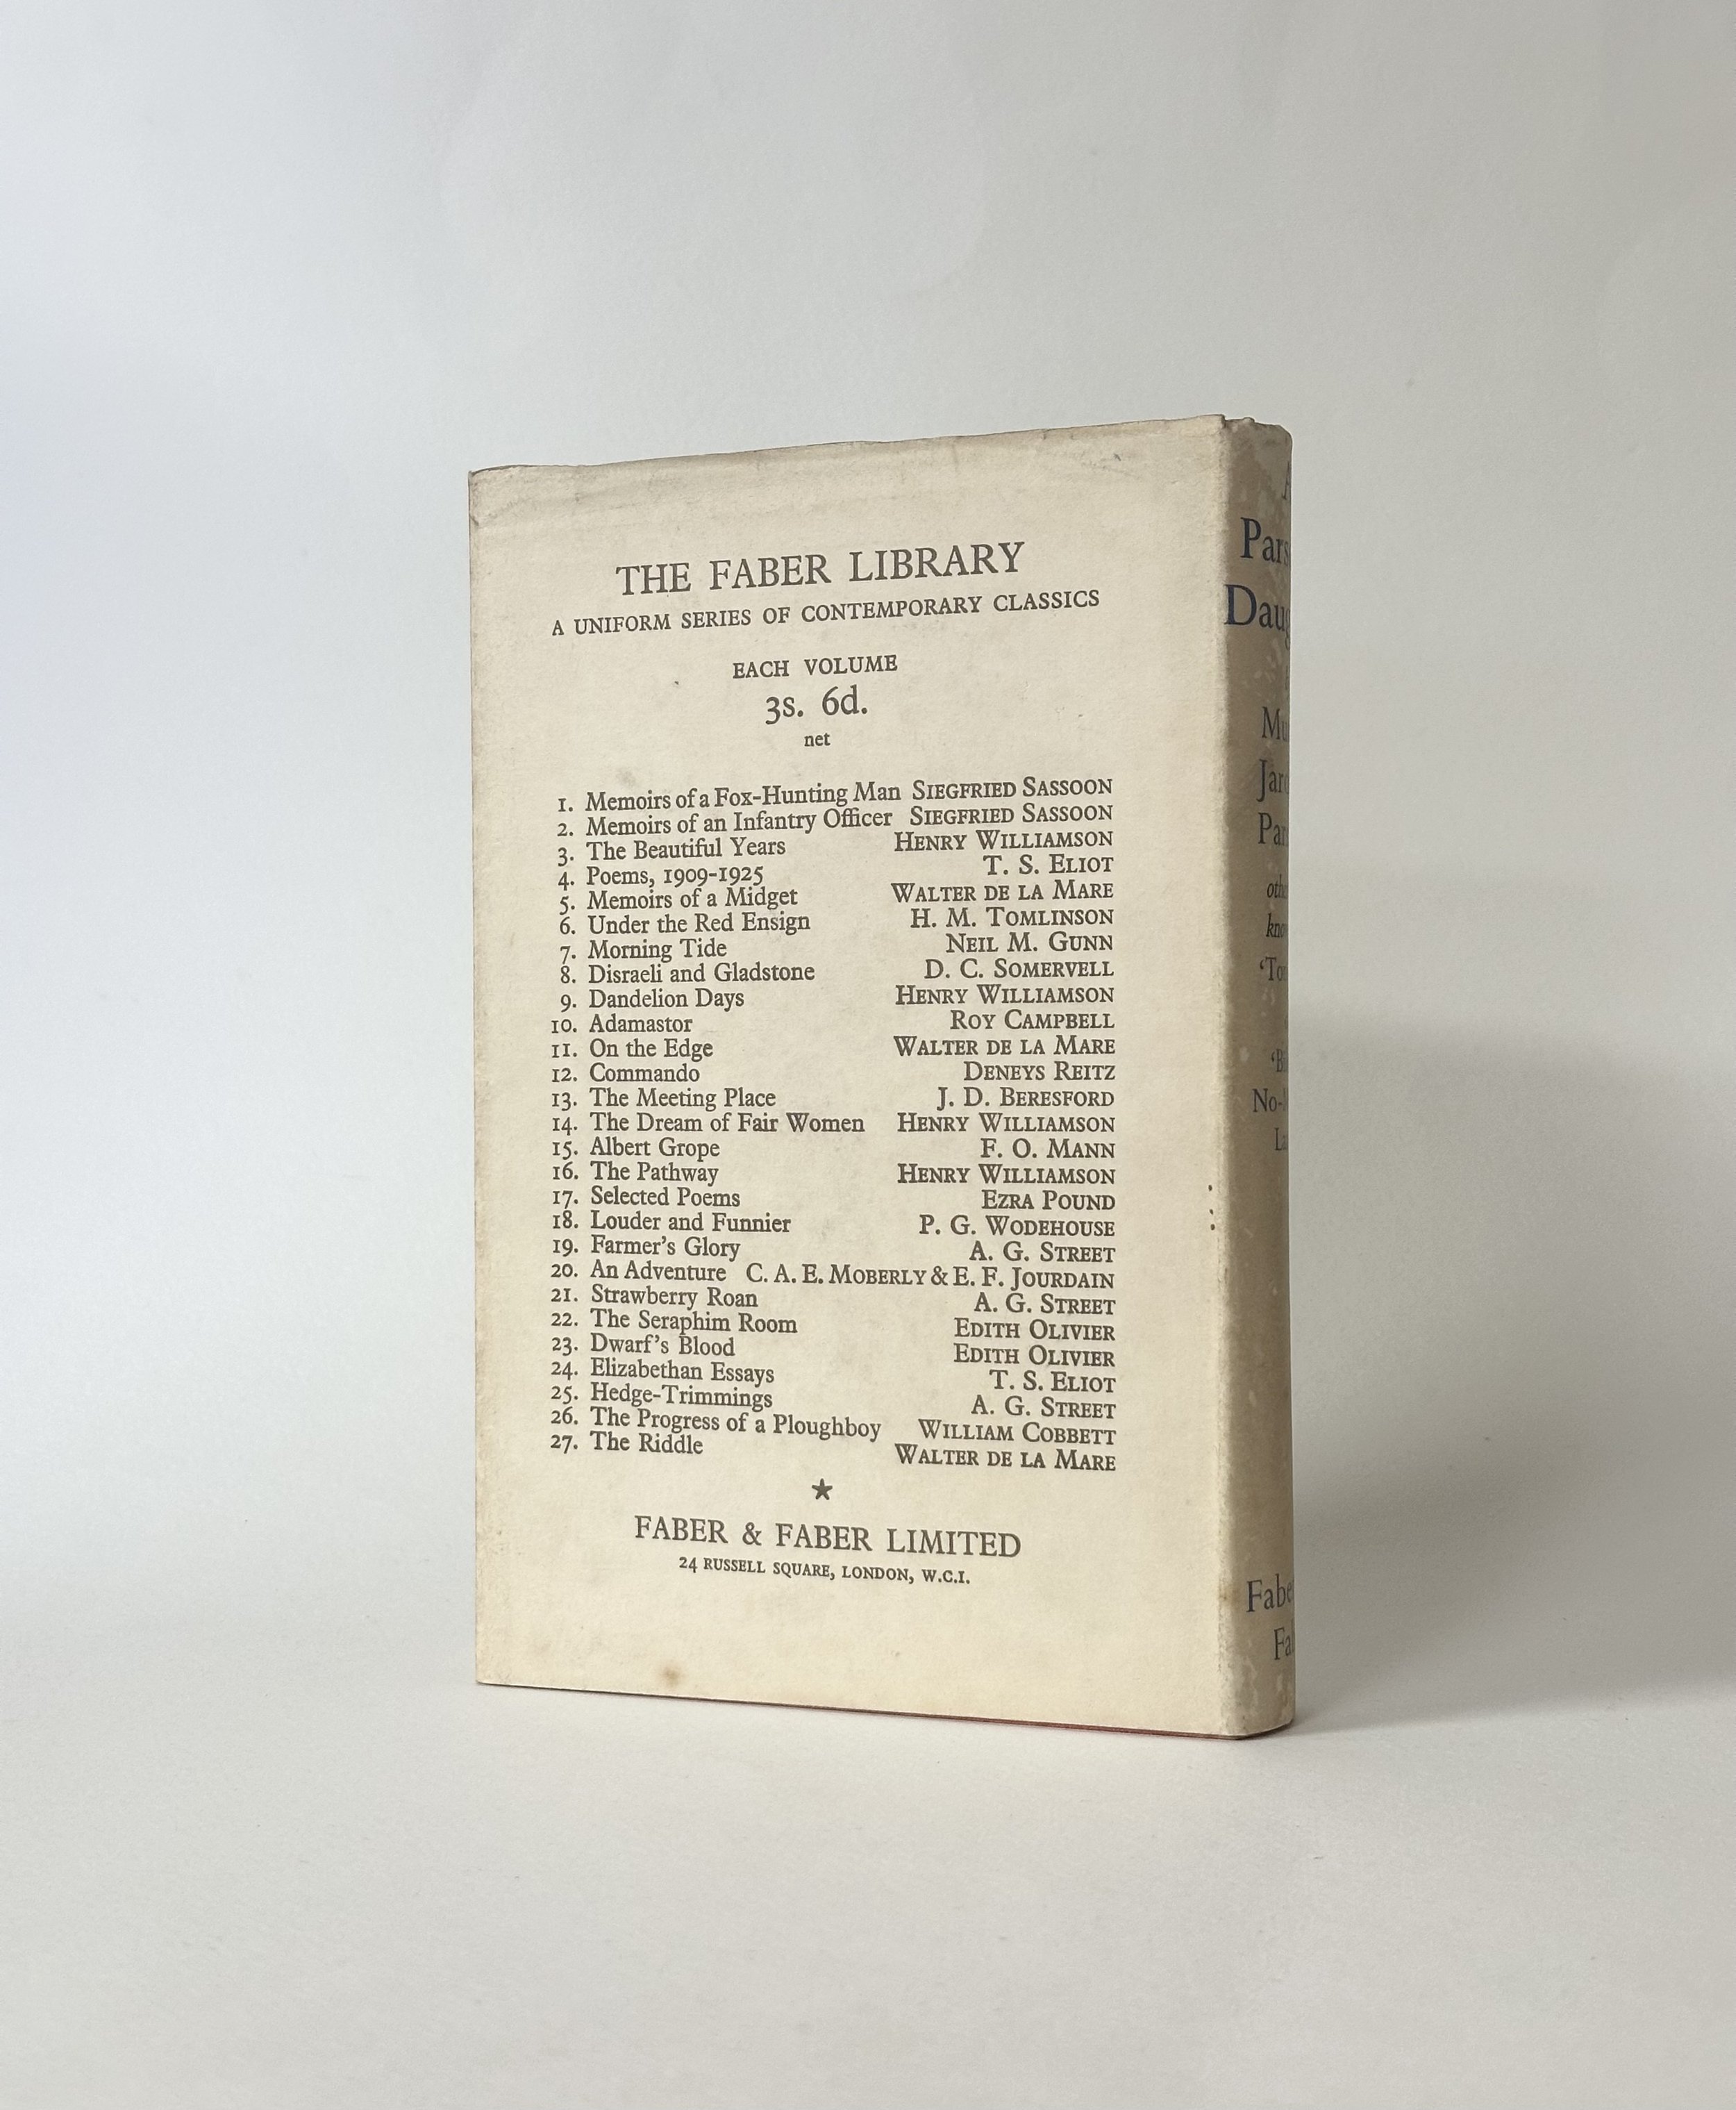 THE FABER LIBRARY
A UNIFORM SERIES OF CONTEMPORARY CLASSICS
EACH VOLUME
3s. 6d.
net
1. Memoirs of a Fox-Hunting Man SIEGFRIED SASSOON
2. Memoirs of an Infantry Officer SIEGFRIED SASSOON
3. The Beautiful Years HENRY WILLIAMSON
4. Poems, 1909-1925 T. S. ELIOT
5. Memoirs of a Midget WALTER DE LA MARE
6. Under the Red Ensign H. M. TOMLINSON
7. Morning Tide NEIL M. GUNN
8. Disraeli and Gladstone D. C. SOMERVELL
9. Dandelion Days HENRY WILLIAMSON
10. Adamastor ROY CAMPBELL
11. On the Edge WALTER DE LA MARE
12. Commando DENEYS REITZ
13. The Meeting Place J. D. BERESFORD
14. The Dream of Fair Women HENRY WILLIAMSON
15. Albert Grope F. O. MANN
16. The Pathway HENRY WILLIAMSON
17. Selected Poems EZRA POUND
18. Louder and Funnier P. G. WODEHOUSE
19. Farmer's Glory A. G. STREET
20. An Adventure C. A. E. MOBERLY & E. F. JOURDAIN
21. Strawberry Roan A. G. STREET
22. The Seraphim Room EDITH OLIVIER
23. Dwarf's Blood EDITH OLIVIER
24. Elizabethan Essays T. S. ELIOT
25. Hedge-Trimmings A. G. STREET
26. The Progress of a Ploughboy WILLIAM COBBETT
27. The Riddle WALTER DE LA MARE
FABER & FABER LIMITED
24 RUSSELL SQUARE, LONDON, W.C.1.